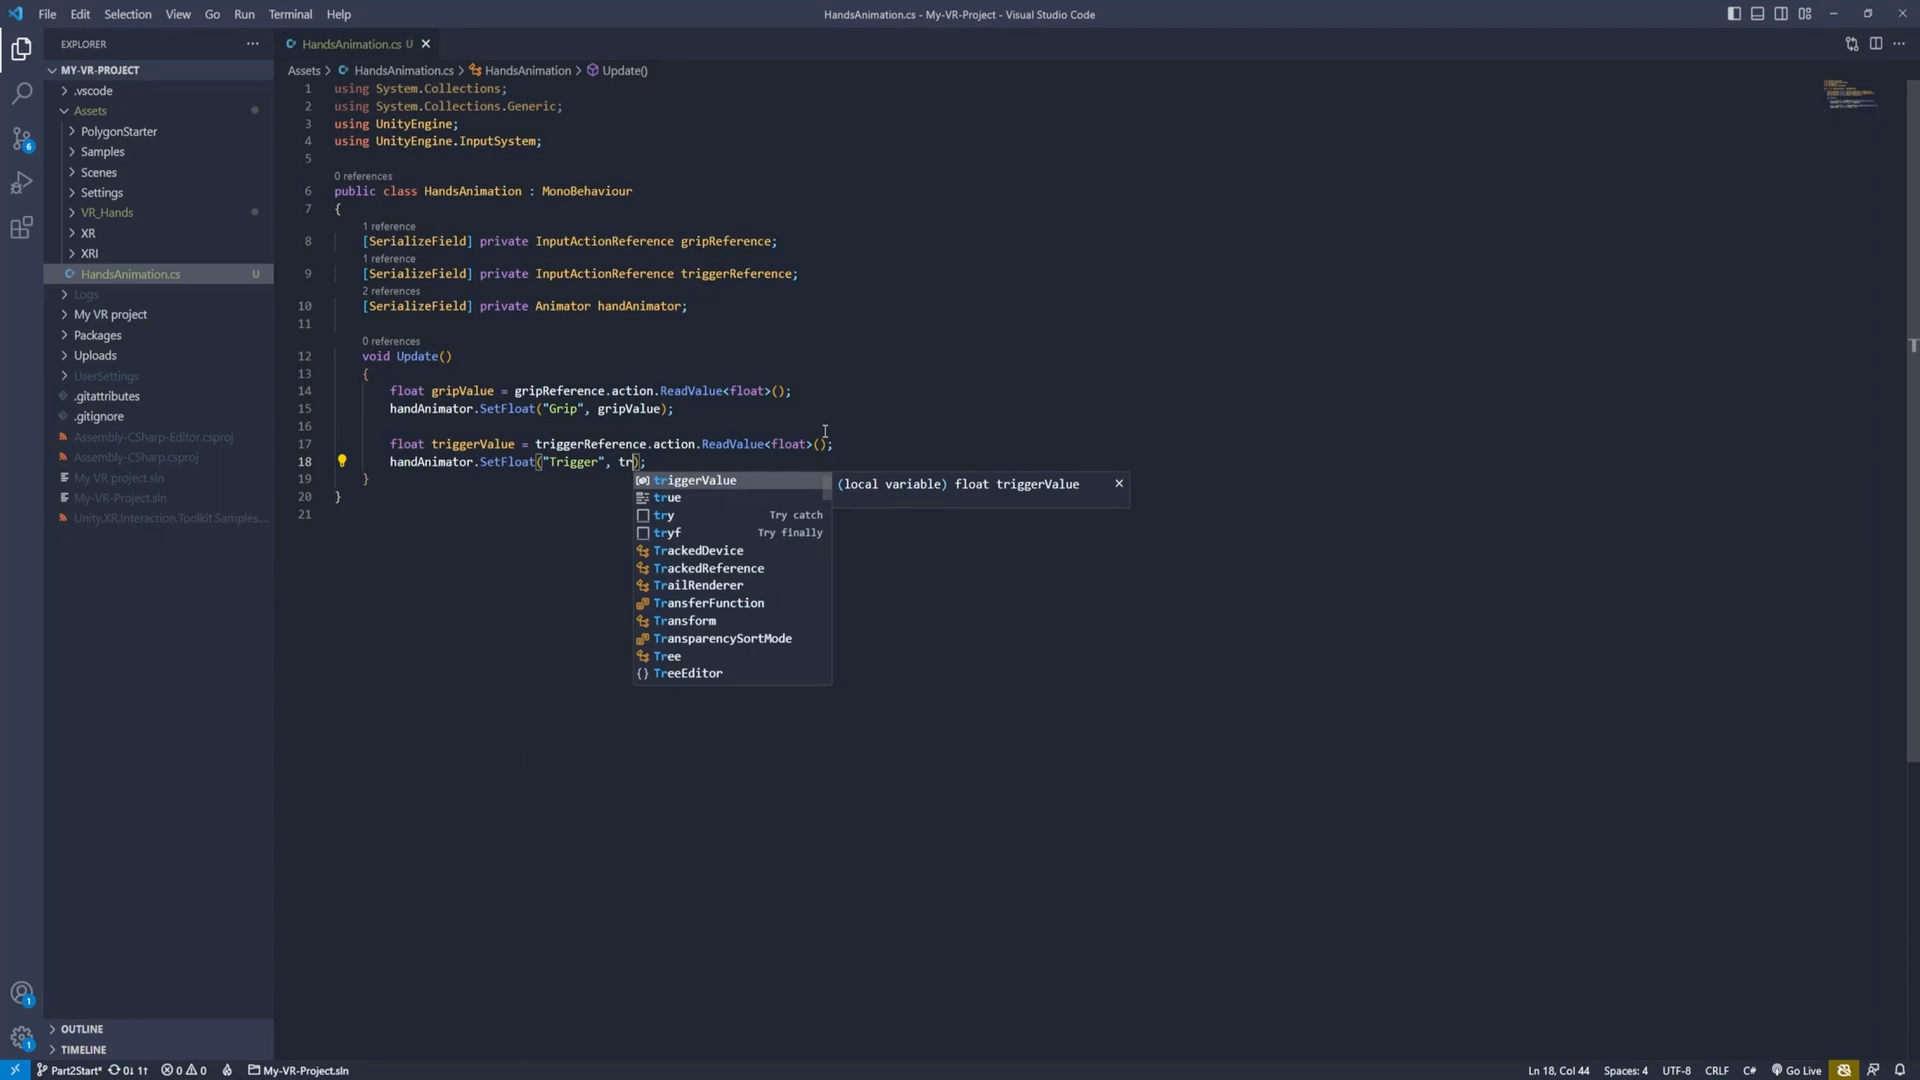 File Edit Selection View Go Run Terminal Help
HandsAnimation.cs - My-VR-Project - Visual Studio Code
EXPLORER
MY-VR-PROJECT
.vscode
Assets
PolygonStarter
Samples
Scenes
Settings
VR_Hands
XR
XRI
HandsAnimation.cs U
Logs
My VR project
Packages
Uploads
UserSettings
.gitattributes
.gitignore
Assembly-CSharp-Editor.csproj
Assembly-CSharp.csproj
My VR project.sln
My-VR-Project.sln
Unity.XR.Interaction.Toolkit.Samples...
OUTLINE
TIMELINE
6
1
1
HandsAnimation.cs U
Assets > HandsAnimation.cs > HandsAnimation > Update()
1 using System.Collections;
2 using System.Collections.Generic;
3 using UnityEngine;
4 using UnityEngine.InputSystem;
5
0 references
6 public class HandsAnimation : MonoBehaviour
7 {
1 reference
8 [SerializeField] private InputActionReference gripReference;
1 reference
9 [SerializeField] private InputActionReference triggerReference;
2 references
10 [SerializeField] private Animator handAnimator;
11
0 references
12 void Update()
13 {
14 float gripValue = gripReference.action.ReadValue<float>();
15 handAnimator.SetFloat("Grip", gripValue);
16
17 float triggerValue = triggerReference.action.ReadValue<float>();
18 handAnimator.SetFloat("Trigger", tr);
19 }
20 }
21
triggerValue
true
try Try catch
tryf Try finally
TrackedDevice
TrackedReference
TrailRenderer
TransferFunction
Transform
TransparencySortMode
Tree
TreeEditor
(local variable) float triggerValue
Part2Start* 0↓ 1↑ 0 0 My-VR-Project.sln
Ln 18, Col 44 Spaces: 4 UTF-8 CRLF C# Go Live